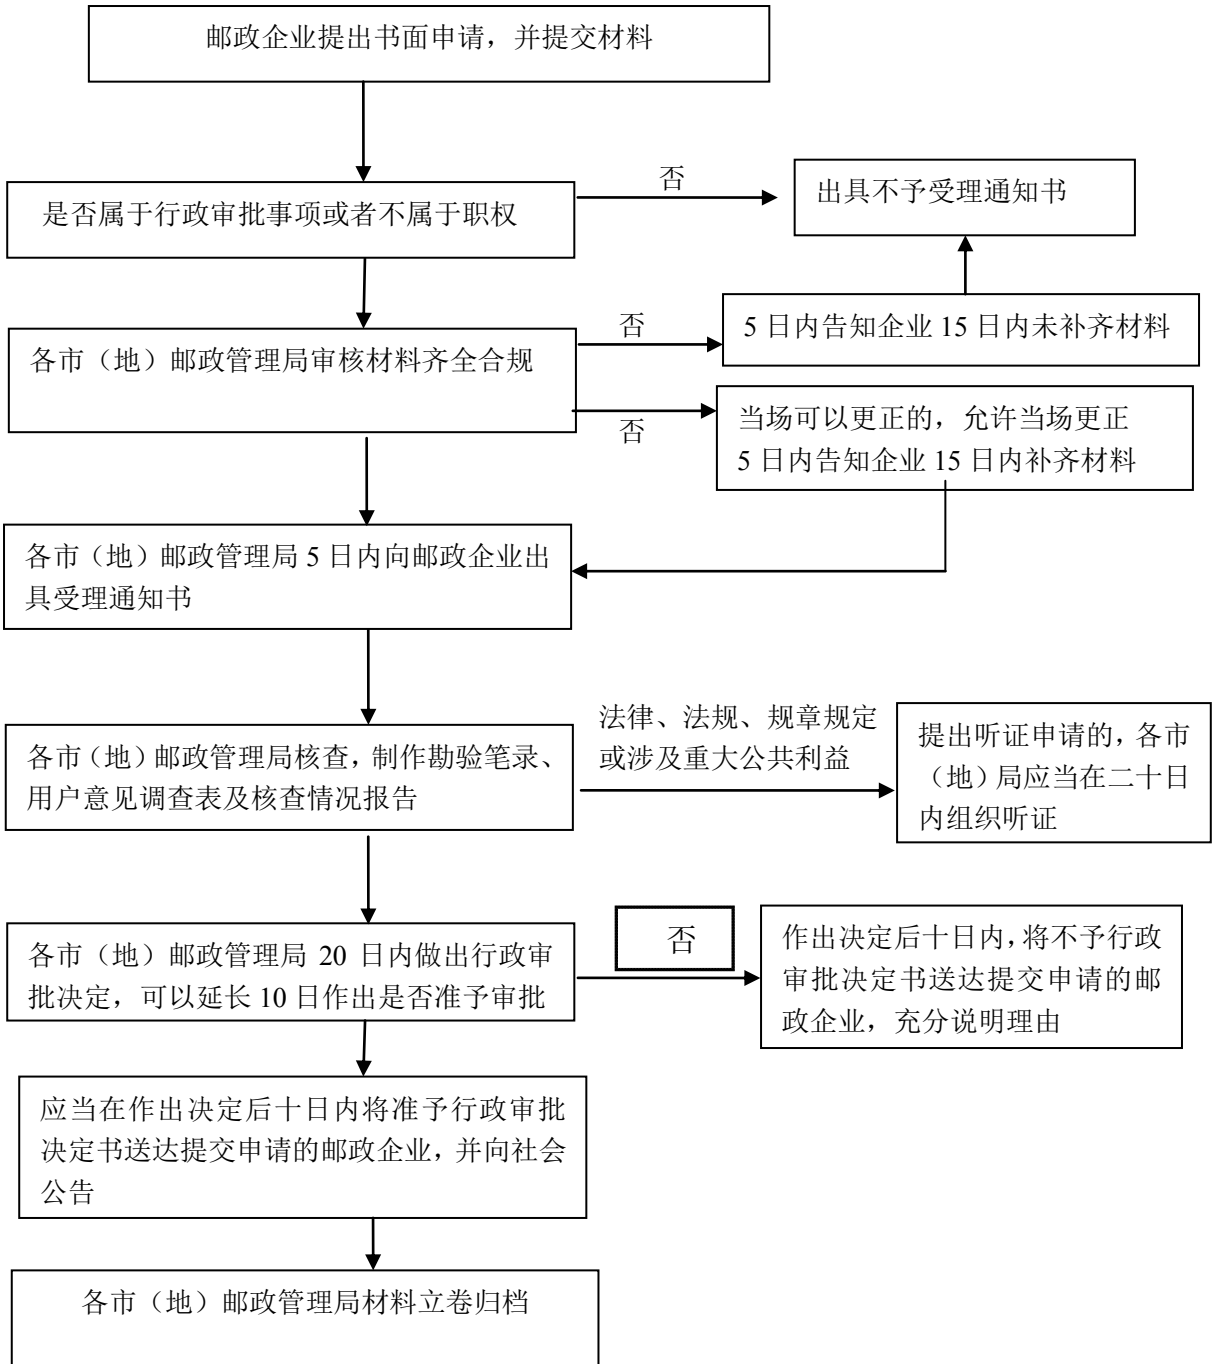 邮政企业提出书面申请，并提交材料
否
是否属于行政审批事项或者不属于职权
出具不予受理通知书
否
5 日内告知企业 15 日内未补齐材料
各市（地）邮政管理局审核材料齐全合规
否
当场可以更正的，允许当场更正
5 日内告知企业 15 日内补齐材料
各市（地）邮政管理局 5 日内向邮政企业出
具受理通知书
法律、法规、规章规定
或涉及重大公共利益
各市（地）邮政管理局核查，制作勘验笔录、
用户意见调查表及核查情况报告
提出听证申请的，各市
（地）局应当在二十日
内组织听证
各市（地）邮政管理局 20 日内做出行政审
批决定，可以延长 10 日作出是否准予审批
否
作出决定后十日内，将不予行政
审批决定书送达提交申请的邮
政企业，充分说明理由
应当在作出决定后十日内将准予行政审批
决定书送达提交申请的邮政企业，并向社会
公告
各市（地）邮政管理局材料立卷归档